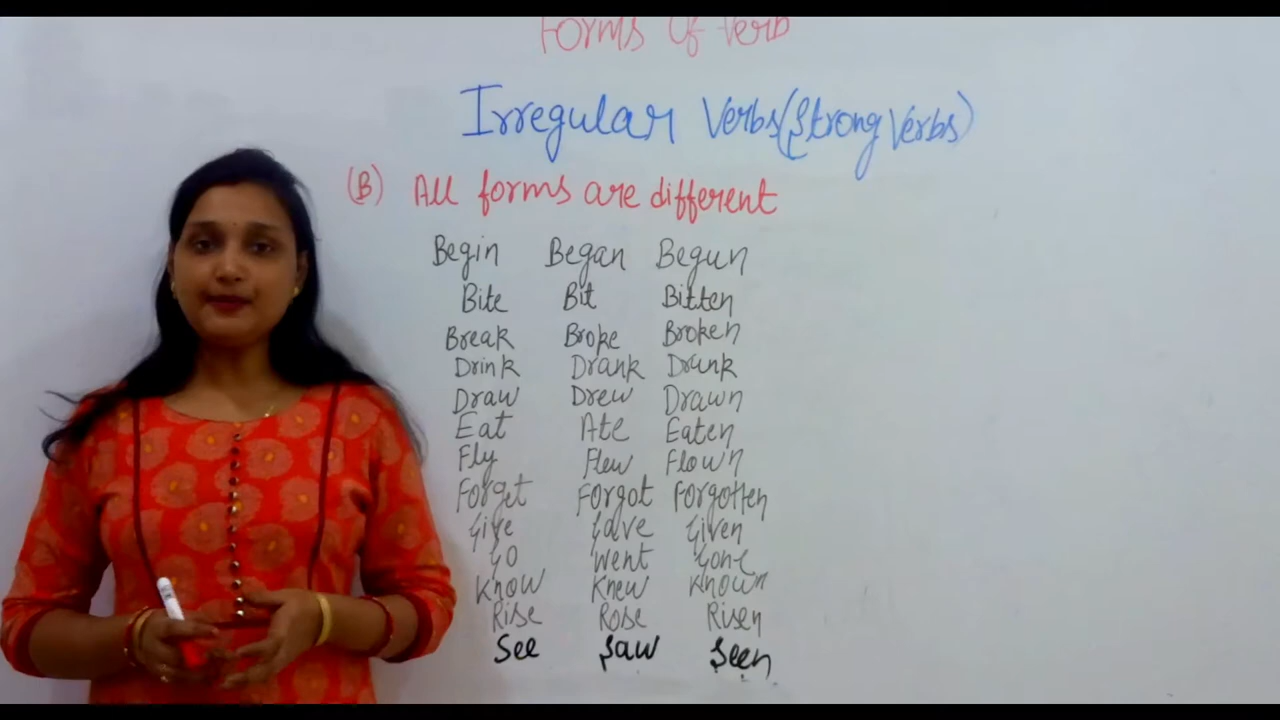 Forms Of Verb
Irregular Verbs(Strong Verbs)
(B) All forms are different
Begin Began Begun
Bite Bit Bitten
Break Broke Broken
Drink Drank Drunk
Draw Drew Drawn
Eat Ate Eaten
Fly Flew Flown
Forget Forgot Forgotten
Give Gave Given
Go Went Gone
Know Knew Known
Rise Rose Risen
See Saw Seen